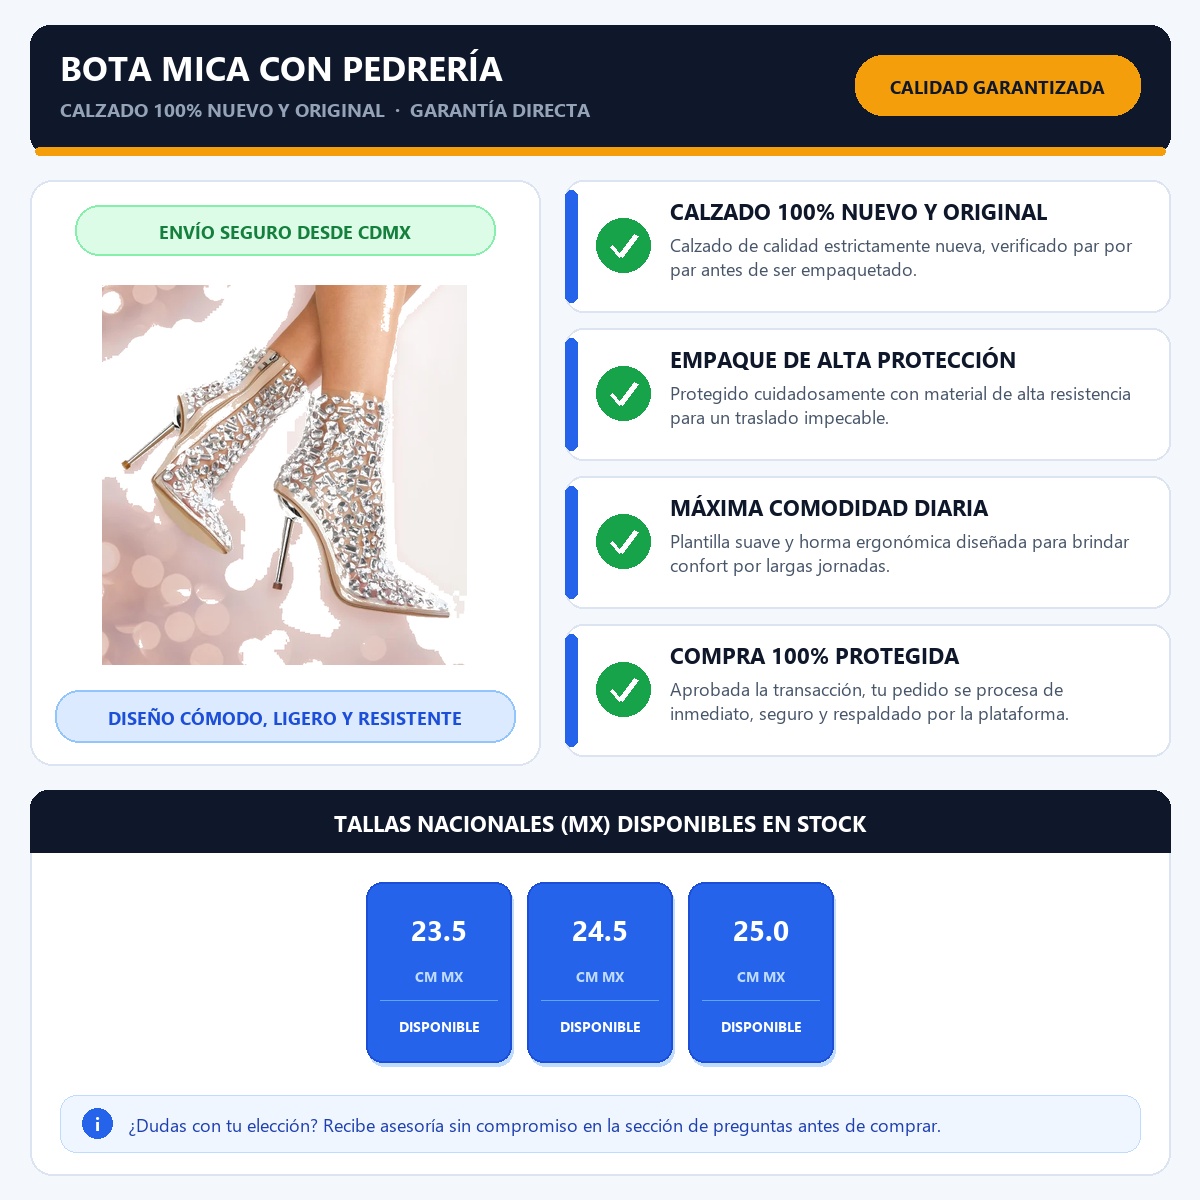 BOTA MICA CON PEDRERÍA
CALZADO 100% NUEVO Y ORIGINAL · GARANTÍA DIRECTA
CALIDAD GARANTIZADA
ENVÍO SEGURO DESDE CDMX
DISEÑO CÓMODO, LIGERO Y RESISTENTE
CALZADO 100% NUEVO Y ORIGINAL
Calzado de calidad estrictamente nueva, verificado par por
par antes de ser empaquetado.
EMPAQUE DE ALTA PROTECCIÓN
Protegido cuidadosamente con material de alta resistencia
para un traslado impecable.
MÁXIMA COMODIDAD DIARIA
Plantilla suave y horma ergonómica diseñada para brindar
confort por largas jornadas.
COMPRA 100% PROTEGIDA
Aprobada la transacción, tu pedido se procesa de
inmediato, seguro y respaldado por la plataforma.
TALLAS NACIONALES (MX) DISPONIBLES EN STOCK
23.5
CM MX
DISPONIBLE
24.5
CM MX
DISPONIBLE
25.0
CM MX
DISPONIBLE
¿Dudas con tu elección? Recibe asesoría sin compromiso en la sección de preguntas antes de comprar.